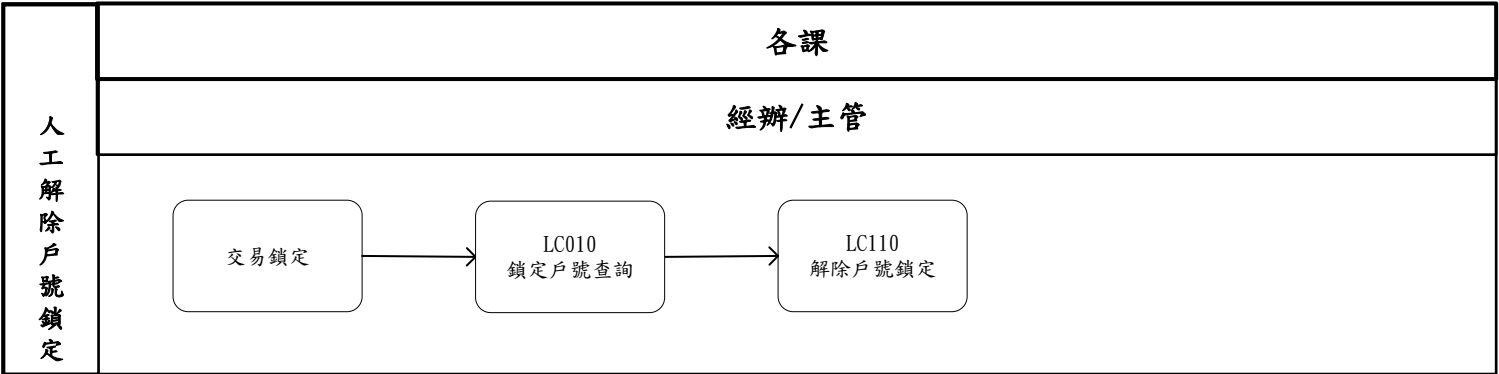 各課
經辦/主管
人工解除戶號鎖定
交易鎖定
LC010
鎖定戶號查詢
LC110
解除戶號鎖定